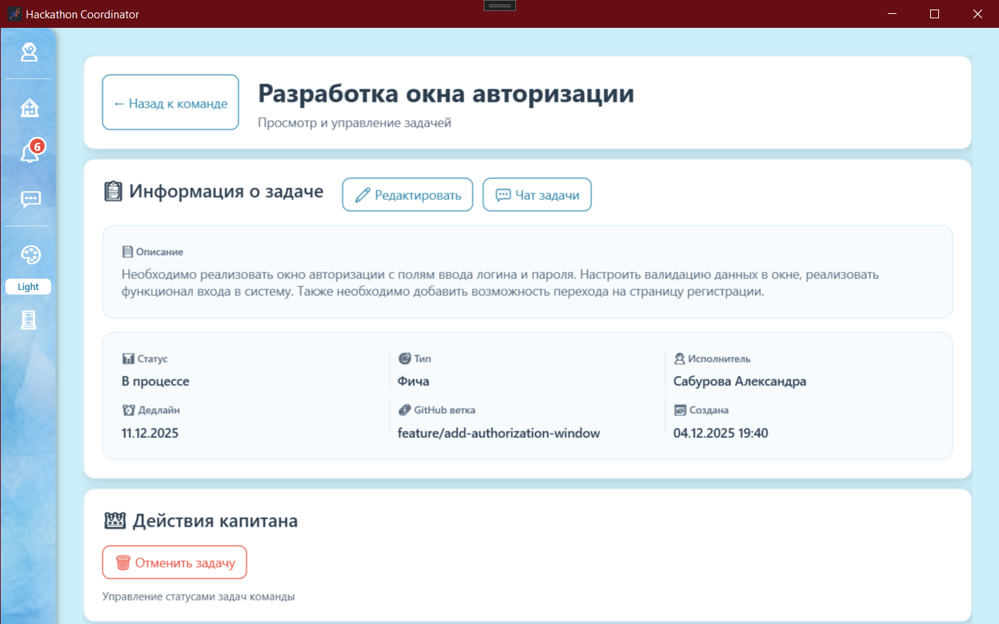 Hackathon Coordinator
6
Light
← Назад к команде
Разработка окна авторизации
Просмотр и управление задачей
Информация о задаче
Редактировать
Чат задачи
Описание
Необходимо реализовать окно авторизации с полям ввода логина и пароля. Настроить валидацию данных в окне, реализовать
функционал входа в систему. Также необходимо добавить возможность перехода на страницу регистрации.
Статус
В процессе
Тип
Фича
Исполнитель
Сабурова Александра
Дедлайн
11.12.2025
GitHub ветка
feature/add-authorization-window
Создана
04.12.2025 19:40
Действия капитана
Отменить задачу
Управление статусами задач команды